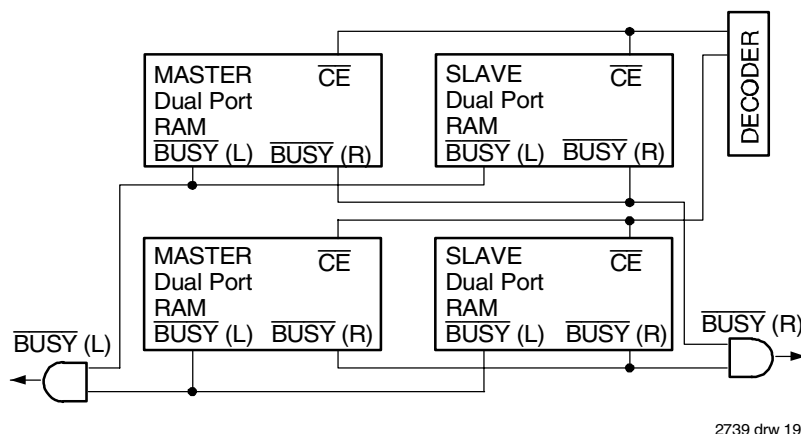 MASTER
Dual Port
RAM
BUSY (L) BUSY (R)
CE
SLAVE
Dual Port
RAM
BUSY (L) BUSY (R)
CE
DECODER
MASTER
Dual Port
RAM
BUSY (L) BUSY (R)
CE
SLAVE
Dual Port
RAM
BUSY (L) BUSY (R)
CE
BUSY (L)
BUSY (R)
2739 drw 19